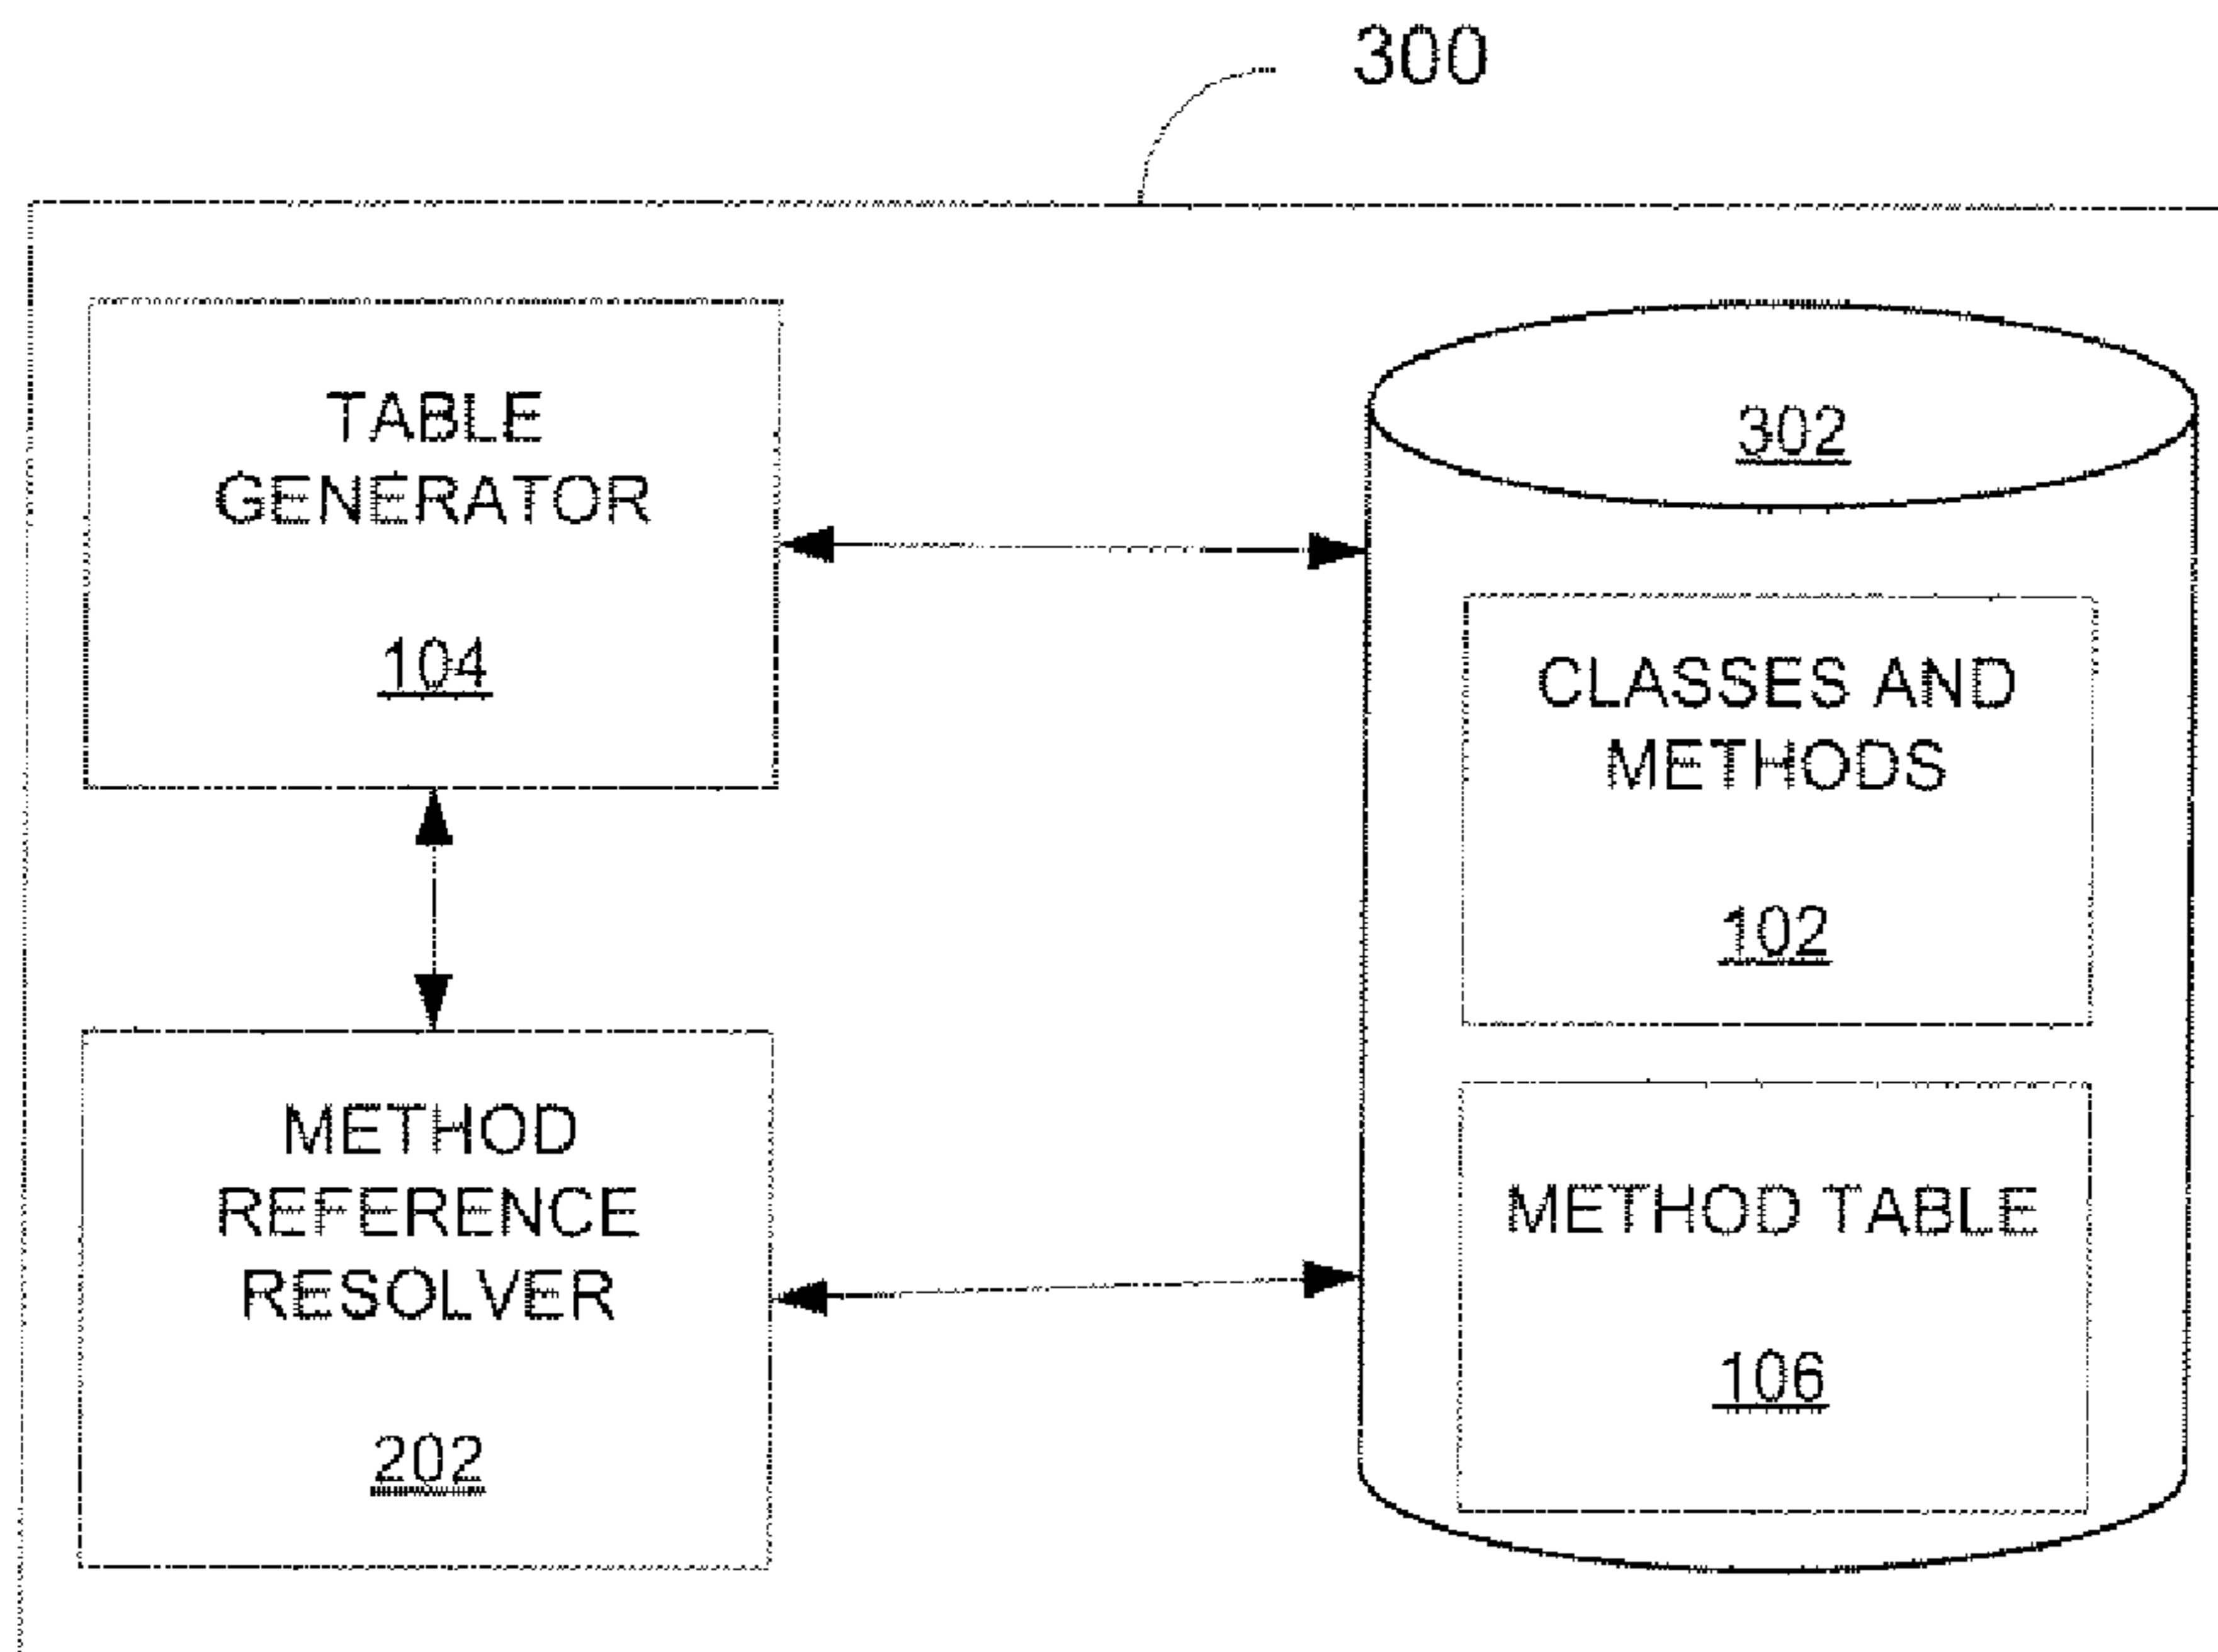 300
TABLE
GENERATOR
104
302
CLASSES AND
METHODS
102
METHOD
REFERENCE
RESOLVER
202
METHOD TABLE
106